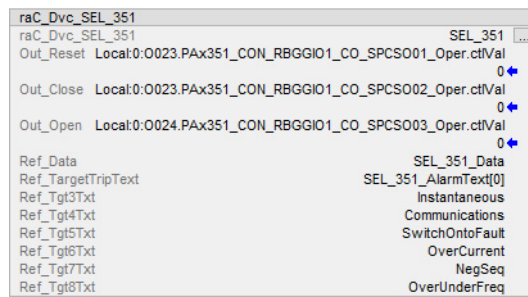 raC_Dvc_SEL_351
raC_Dvc_SEL_351 SEL_351 ...
Out_Reset Local:0:O023.PAx351_CON_RBGGIO1_CO_SPCSO01_Oper.ctlVal
0
Out_Close Local:0:O023.PAx351_CON_RBGGIO1_CO_SPCSO02_Oper.ctlVal
0
Out_Open Local:0:O024.PAx351_CON_RBGGIO1_CO_SPCSO03_Oper.ctlVal
0
Ref_Data SEL_351_Data
Ref_TargetTripText SEL_351_AlarmText[0]
Ref_Tgt3Txt Instantaneous
Ref_Tgt4Txt Communications
Ref_Tgt5Txt SwitchOntoFault
Ref_Tgt6Txt OverCurrent
Ref_Tgt7Txt NegSeq
Ref_Tgt8Txt OverUnderFreq